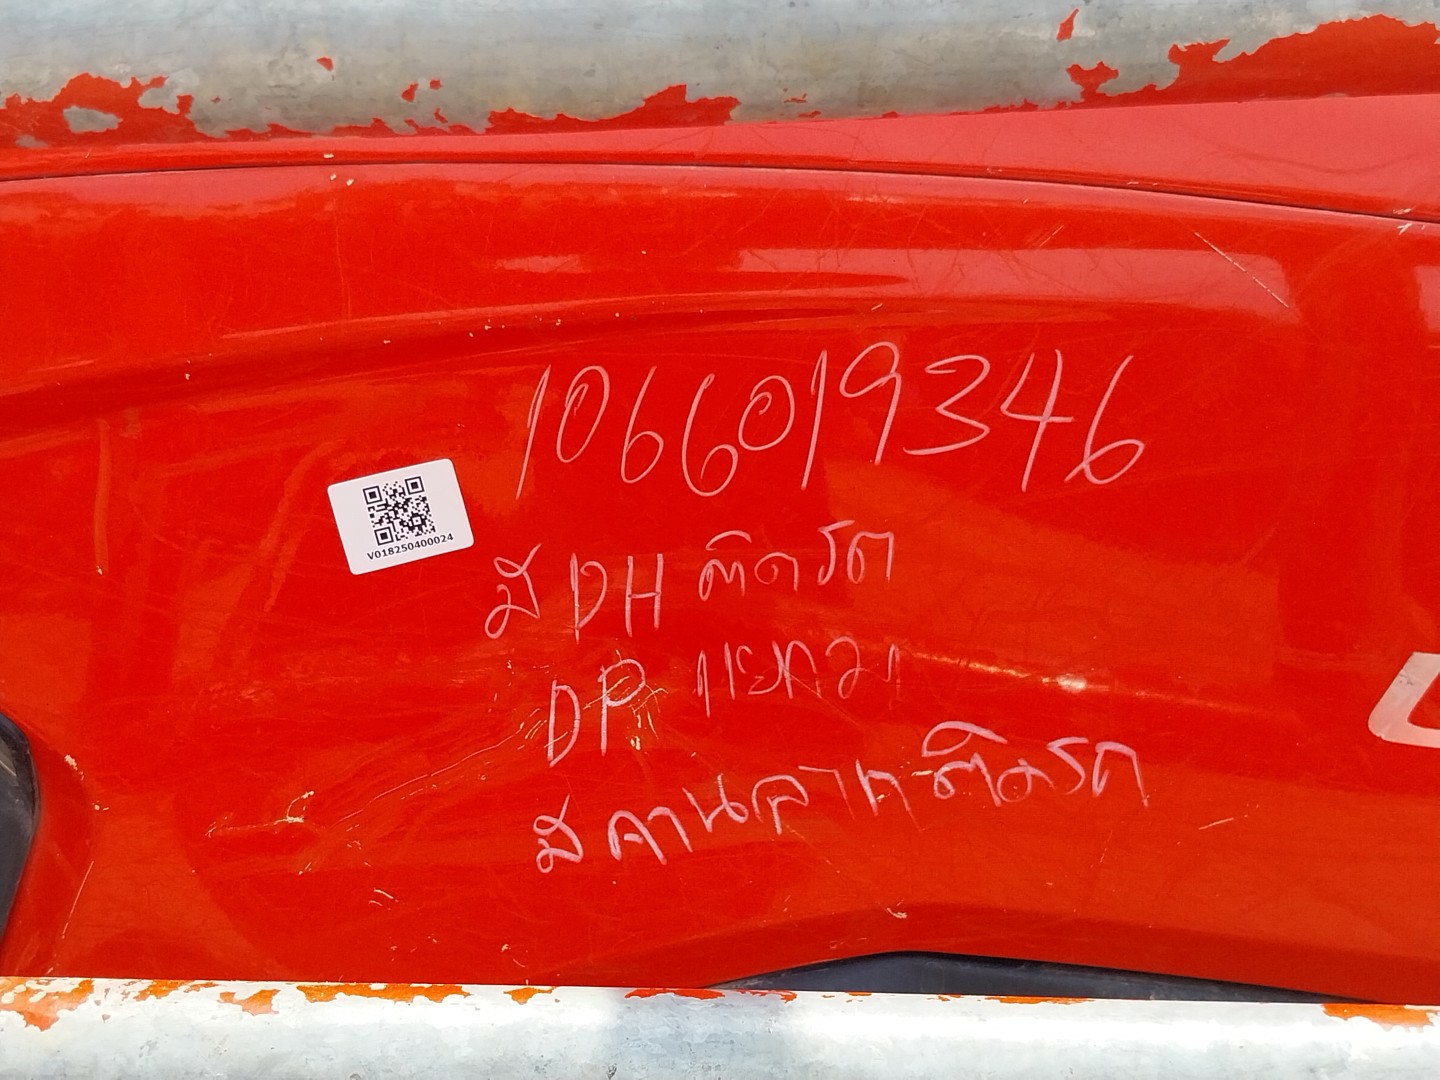 1066019346
V018250400024
มี DH ติดรถ
DP แยกมา
มี คานลากติดรถ